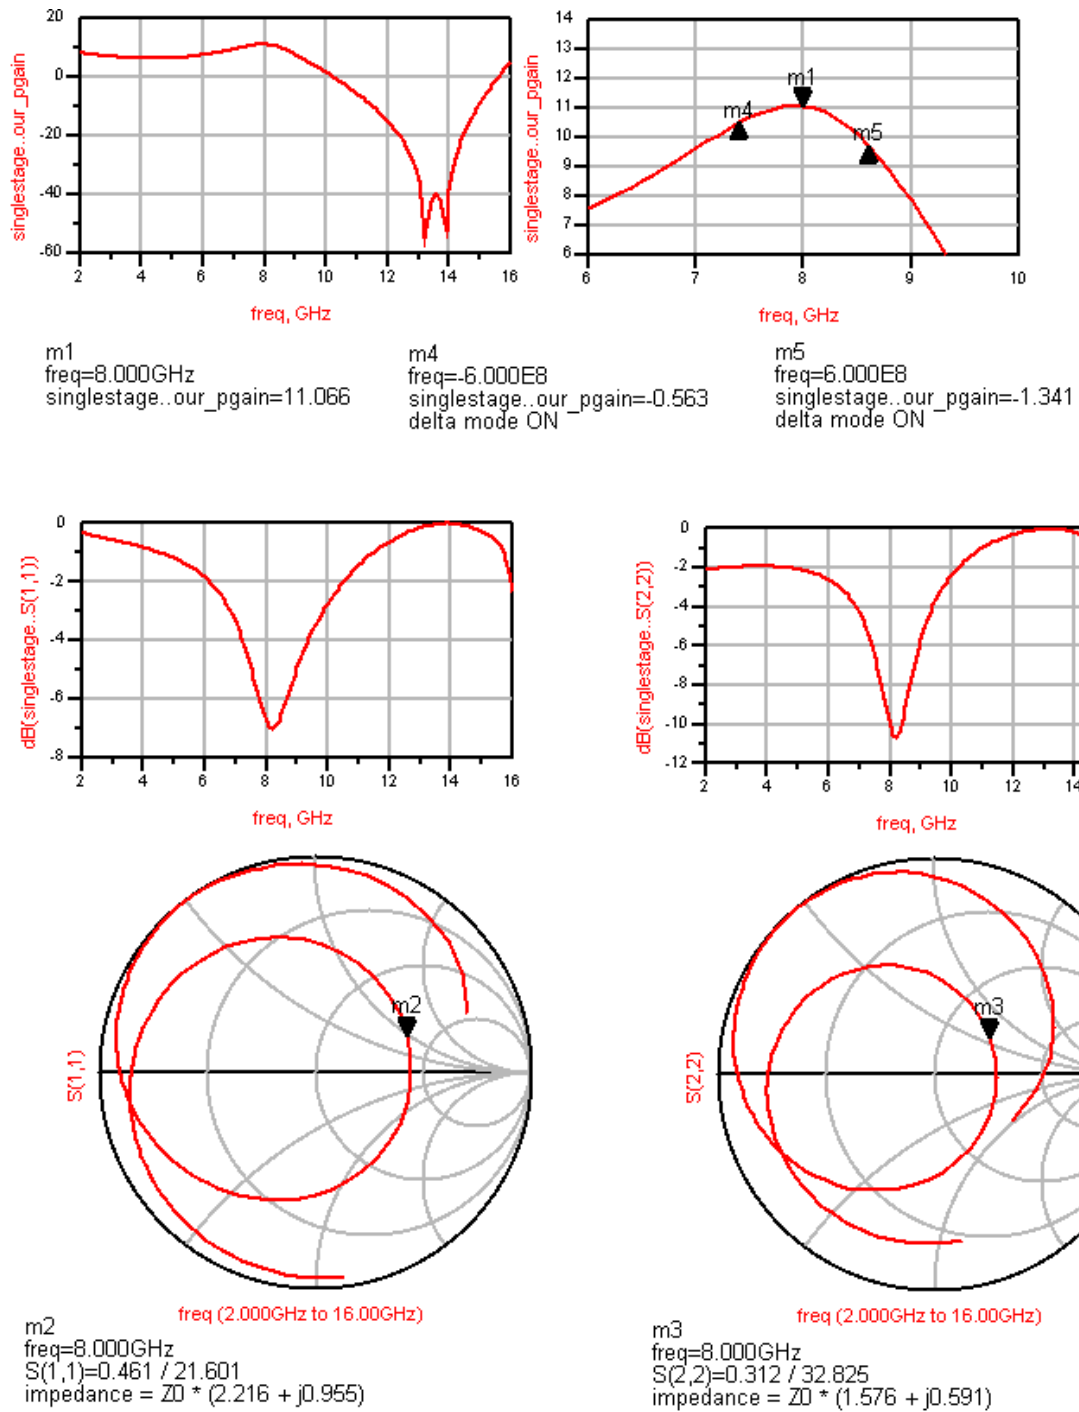 20
0
-20
-40
-60
singlestage..our_pgain
2 4 6 8 10 12 14 16
freq, GHz
14
13
12
11
10
9
8
7
6
singlestage..our_pgain
m1
m4
m5
6 7 8 9 10
freq, GHz
m1
freq=8.000GHz
singlestage..our_pgain=11.066
m4
freq=-6.000E8
singlestage..our_pgain=-0.563
delta mode ON
m5
freq=6.000E8
singlestage..our_pgain=-1.341
delta mode ON
0
-2
-4
-6
-8
dB(singlestage..S(1,1))
2 4 6 8 10 12 14 16
freq, GHz
0
-2
-4
-6
-8
-10
-12
dB(singlestage..S(2,2))
2 4 6 8 10 12 14
freq, GHz
m2
S(1,1)
freq (2.000GHz to 16.00GHz)
m2
freq=8.000GHz
S(1,1)=0.461 / 21.601
impedance = Z0 * (2.216 + j0.955)
m3
S(2,2)
freq (2.000GHz to 16.00GHz)
m3
freq=8.000GHz
S(2,2)=0.312 / 32.825
impedance = Z0 * (1.576 + j0.591)